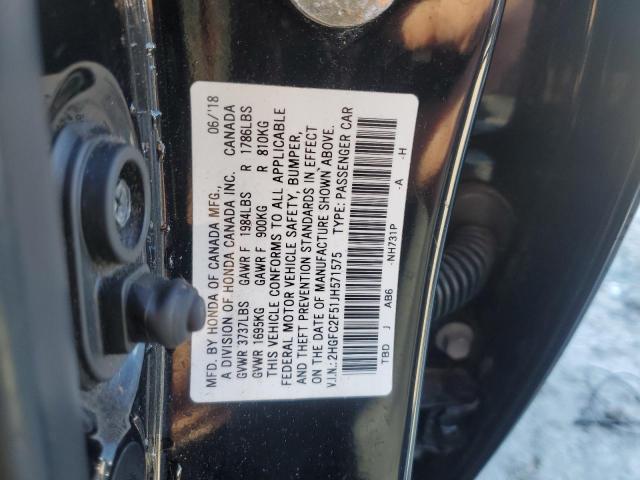 MFD. BY HONDA OF CANADA MFG., 06/18
A DIVISION OF HONDA CANADA INC. CANADA
GVWR 3737LBS GAWR F 1984LBS R 1786LBS
GVWR 1695KG GAWR F 900KG R 810KG
THIS VEHICLE CONFORMS TO ALL APPLICABLE
FEDERAL MOTOR VEHICLE SAFETY, BUMPER,
AND THEFT PREVENTION STANDARDS IN EFFECT
ON THE DATE OF MANUFACTURE SHOWN ABOVE.
V.I.N.: 2HGFC2F51JH571575 TYPE: PASSENGER CAR
TBD J AB6 -NH731P -A -H